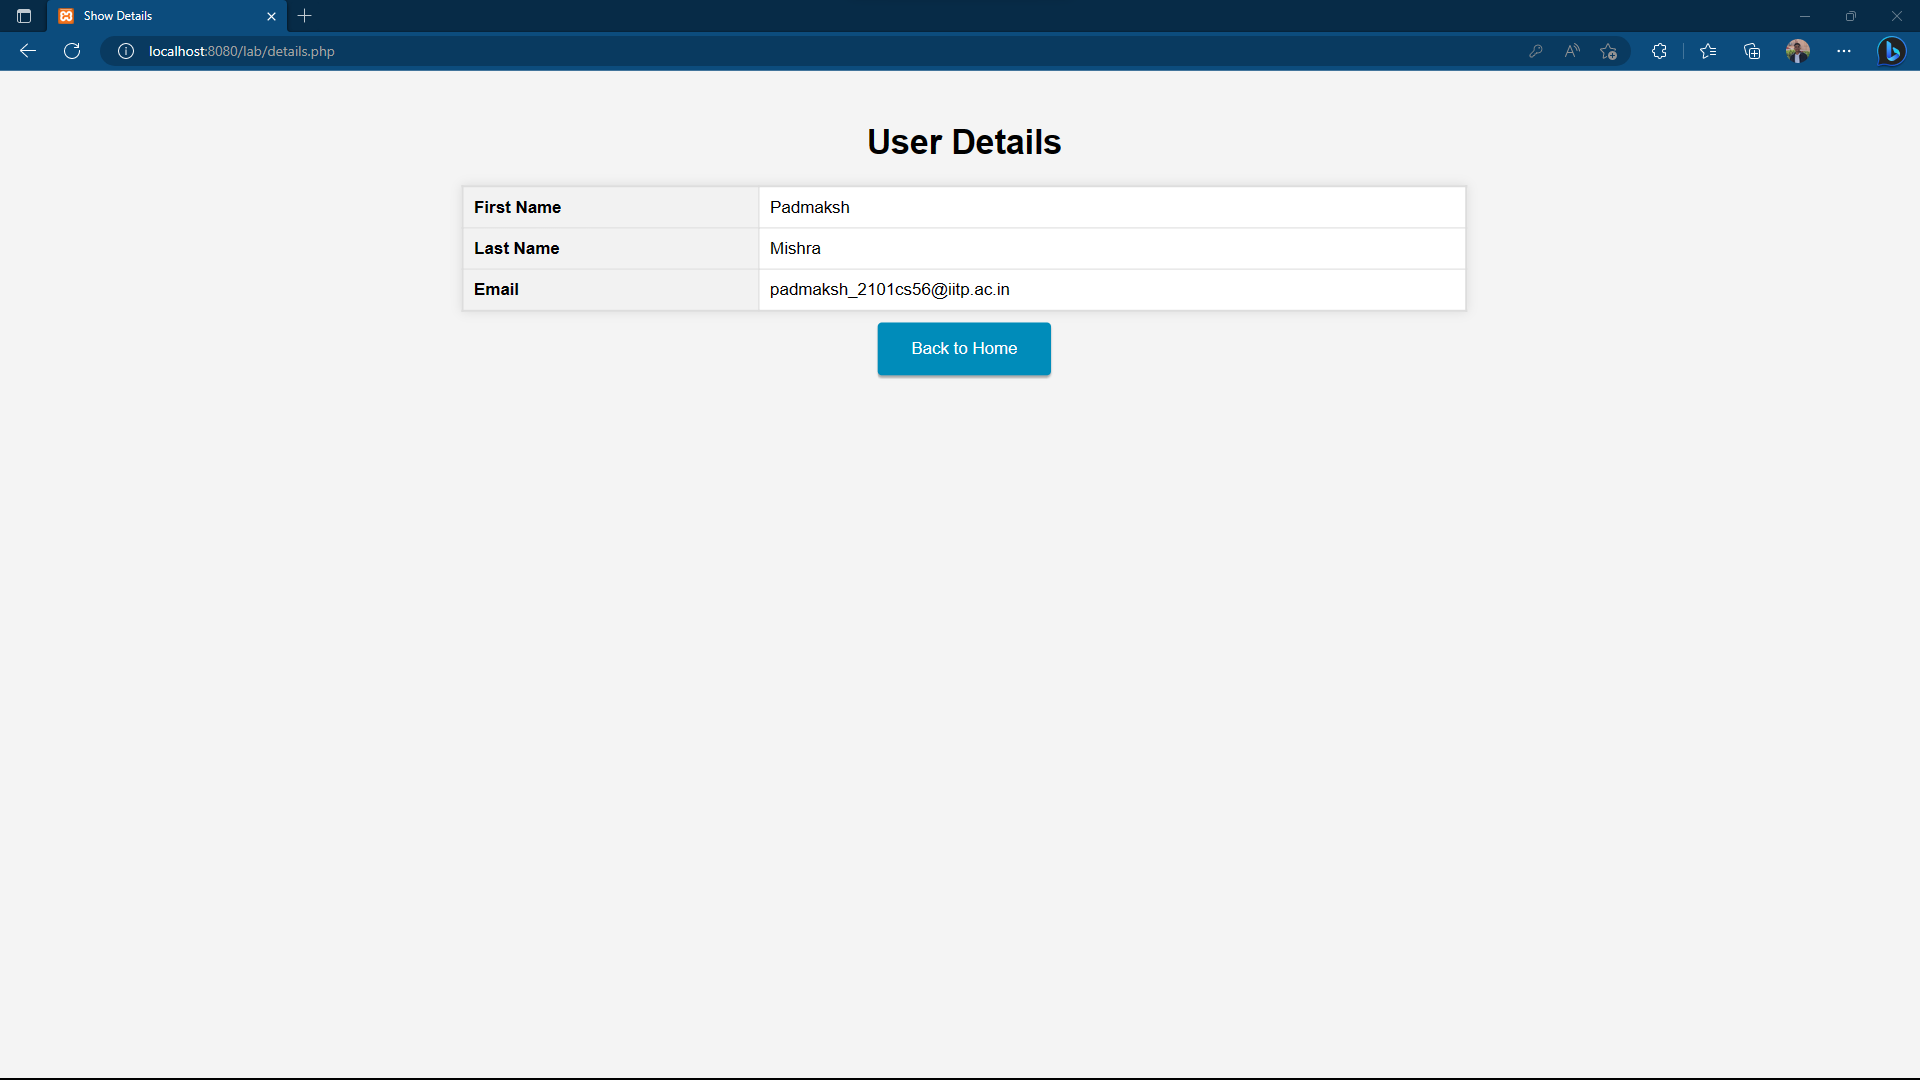 Show Details
localhost:8080/lab/details.php
User Details
First Name Padmaksh
Last Name Mishra
Email padmaksh_2101cs56@iitp.ac.in
Back to Home